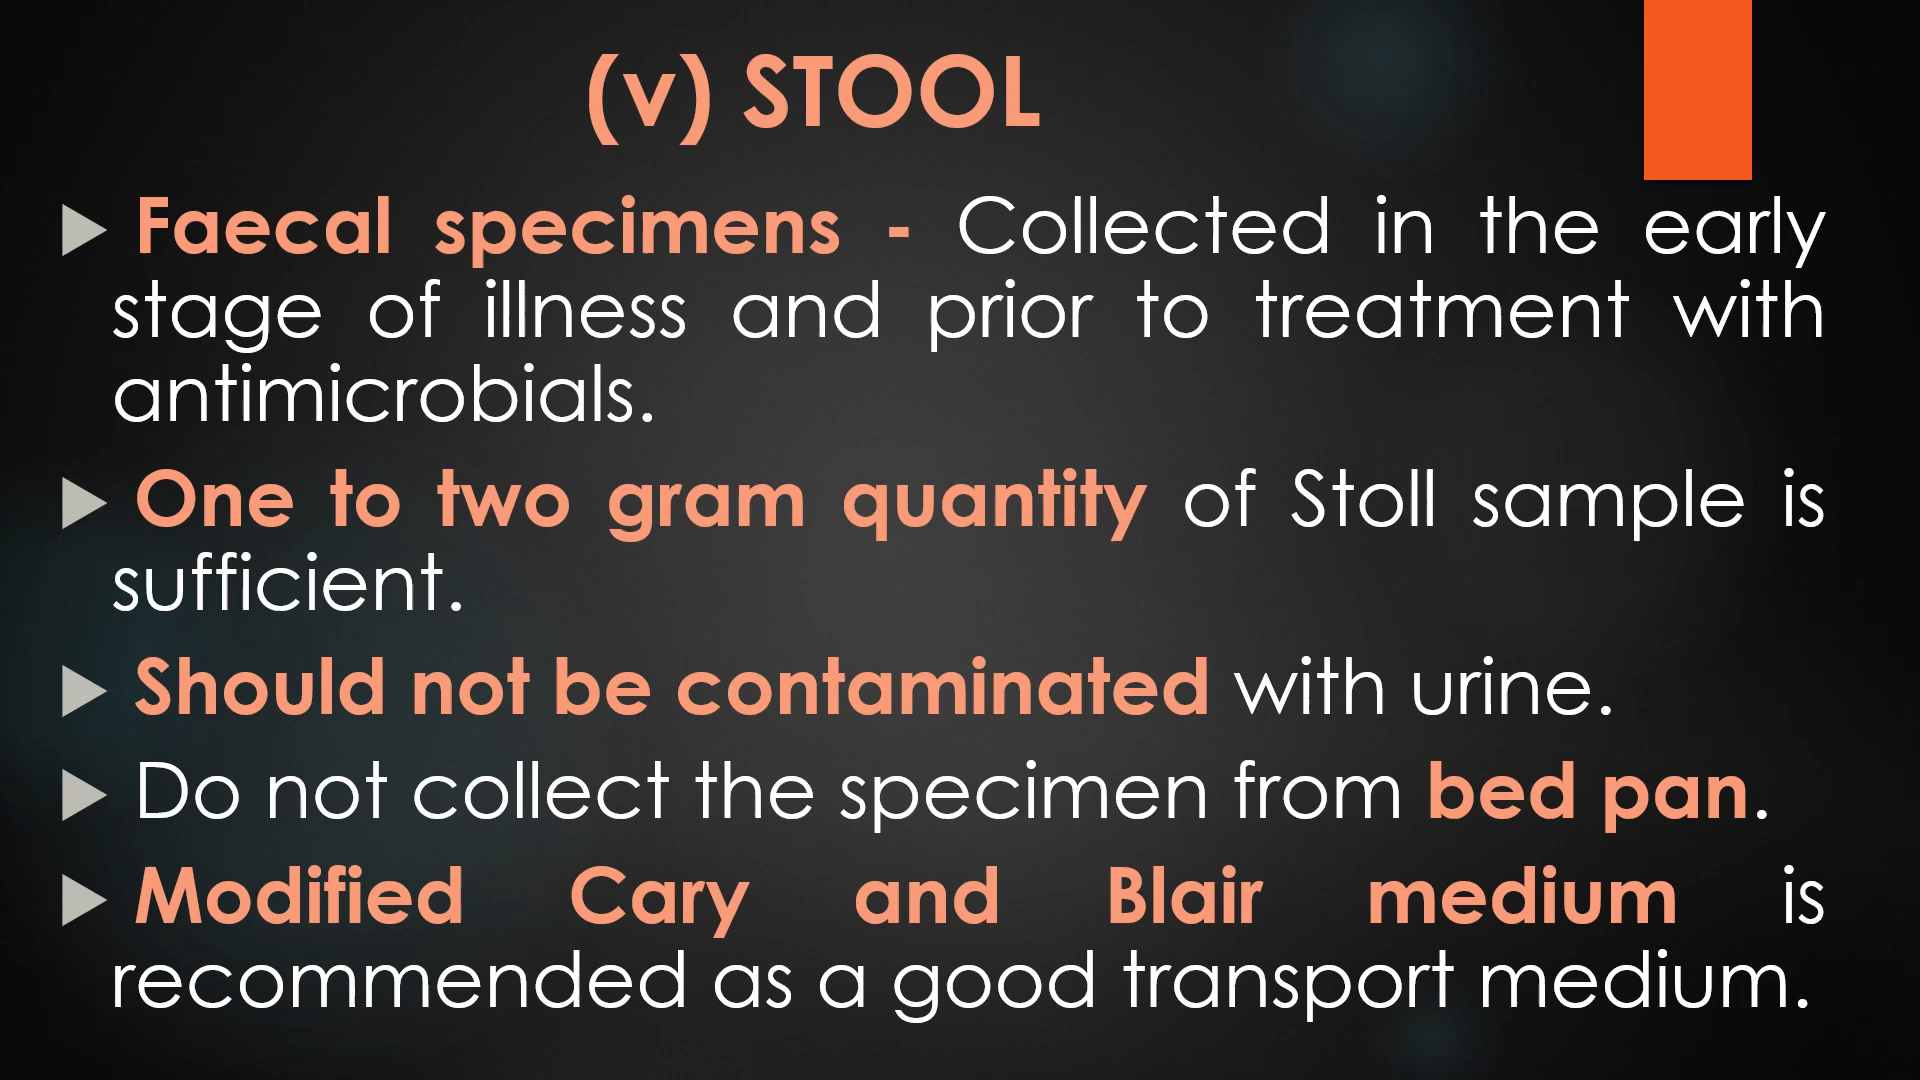 (v) STOOL
Faecal specimens - Collected in the early
stage of illness and prior to treatment with
antimicrobials.
One to two gram quantity of Stoll sample is
sufficient.
Should not be contaminated with urine.
Do not collect the specimen from bed pan.
Modified Cary and Blair medium is
recommended as a good transport medium.